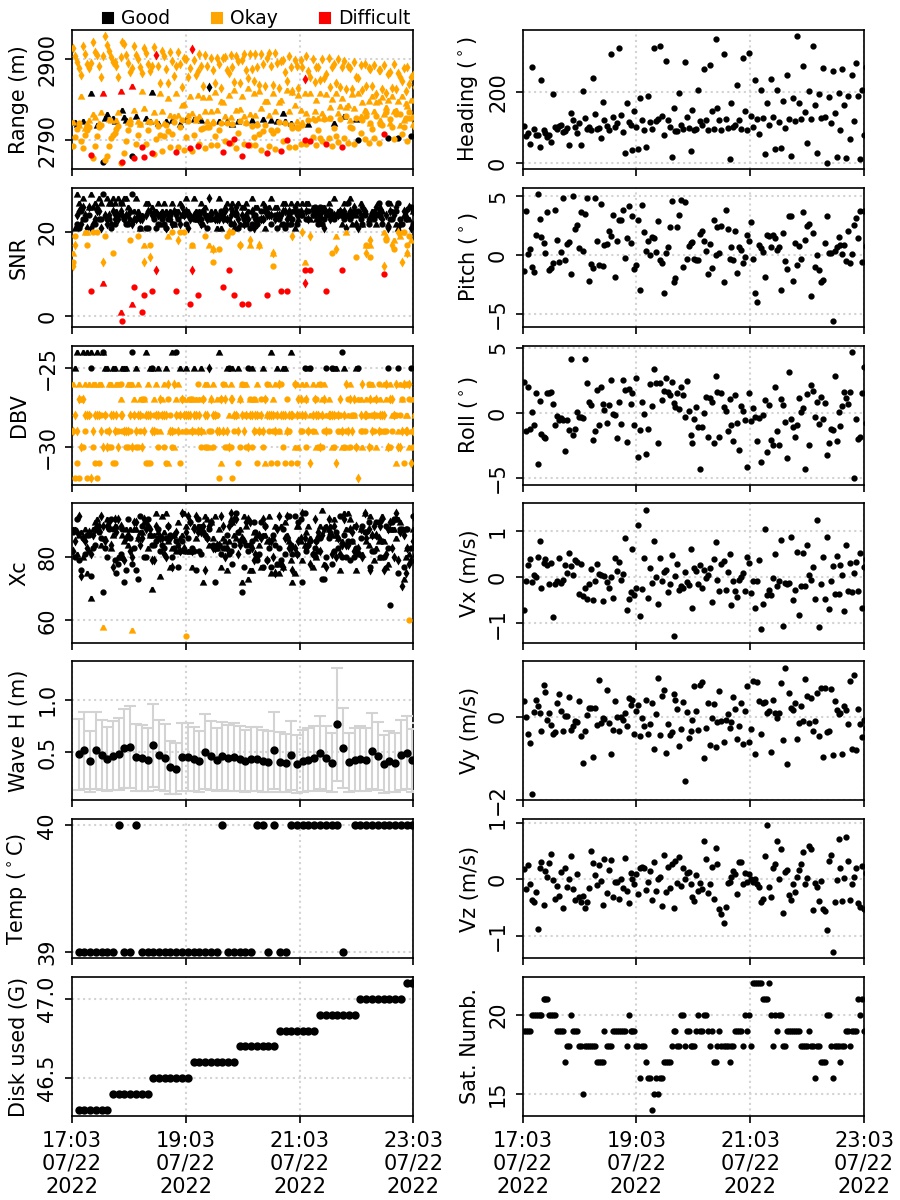 Good Okay Difficult
Range (m)
2900
2790
Heading (°)
200
0
SNR
20
0
Pitch (°)
5
0
−5
DBV
−25
−30
Roll (°)
5
0
−5
Xc
80
60
Vx (m/s)
1
0
−1
Wave H (m)
1.0
0.5
Vy (m/s)
0
−2
Temp (°C)
40
39
Vz (m/s)
1
0
−1
Disk used (G)
47.0
46.5
Sat. Numb.
20
15
17:03 19:03 21:03 23:03 17:03 19:03 21:03 23:03
07/22 07/22 07/22 07/22 07/22 07/22 07/22 07/22
2022 2022 2022 2022 2022 2022 2022 2022